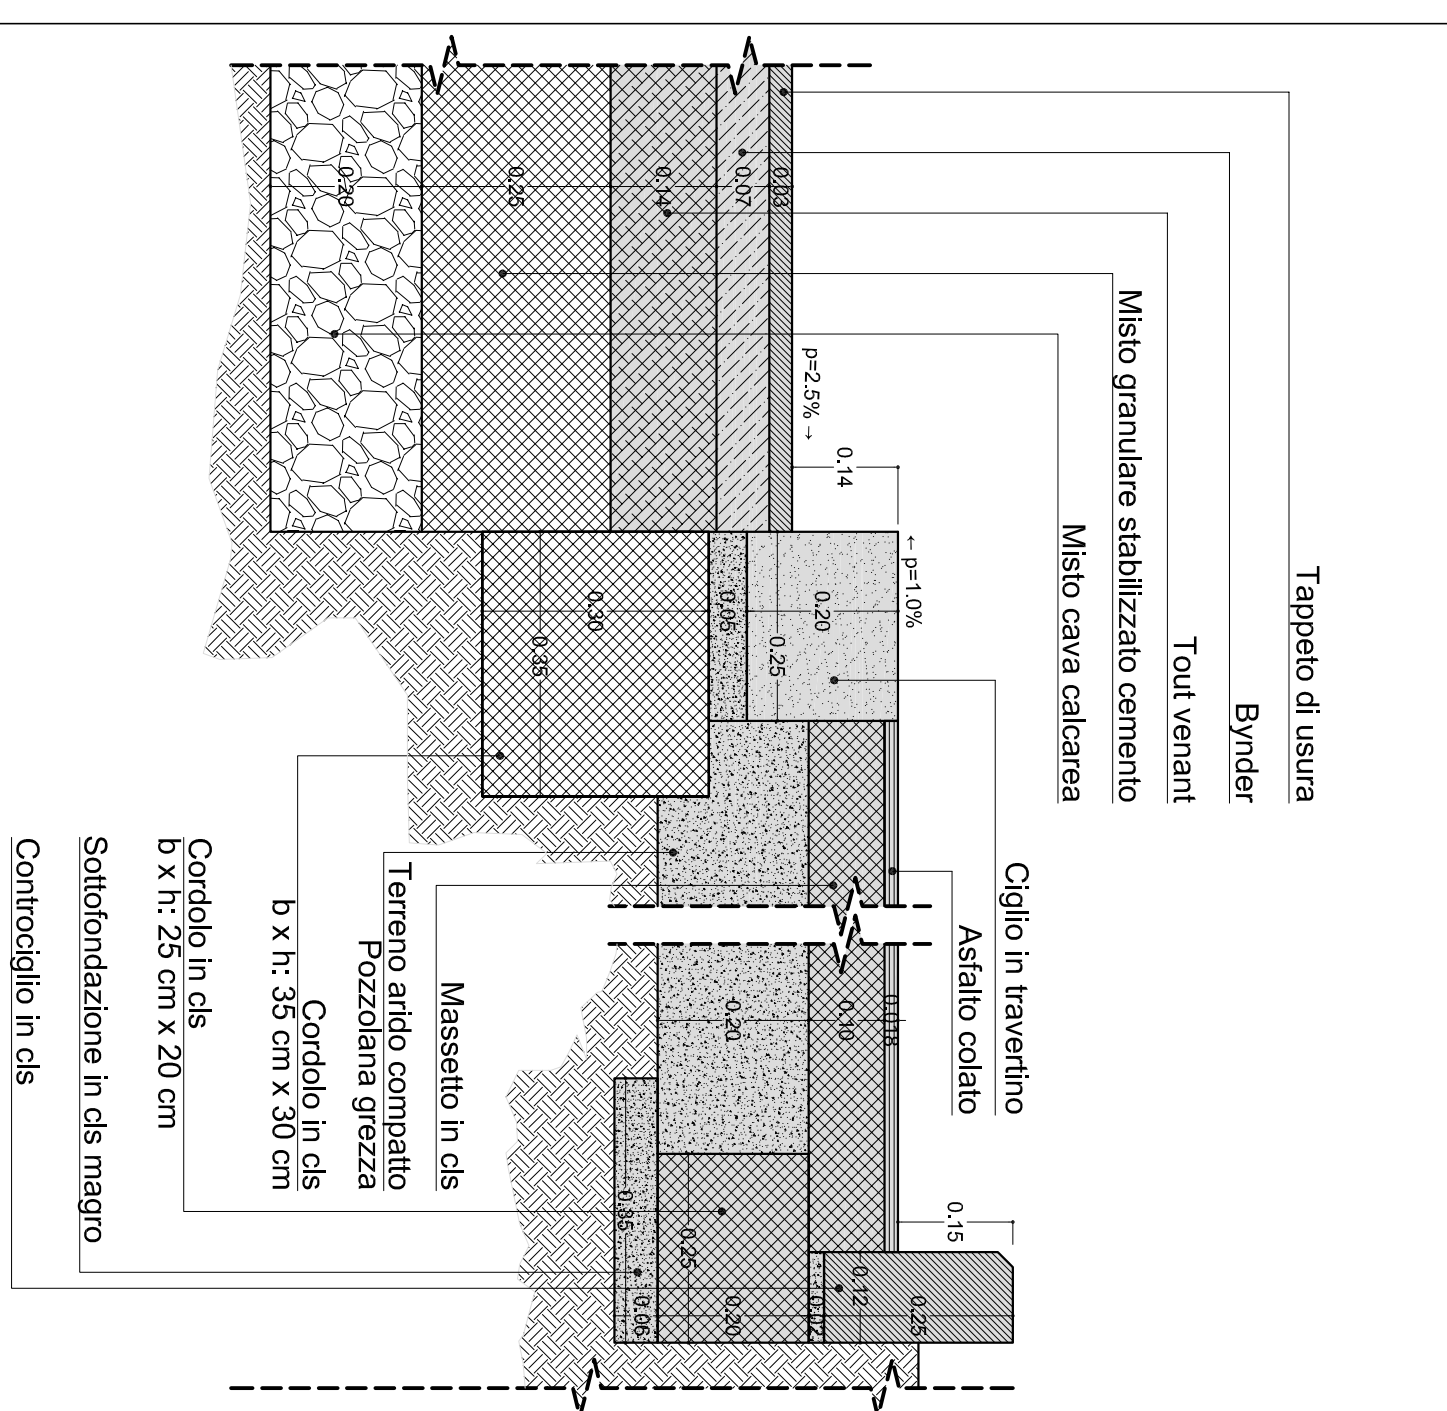 Tappeto di usura
Bynder
Tout venant
Misto granulare stabilizzato cemento
Misto cava calcarea
Ciglio in travertino
Asfalto colato
p=2.5% →
← p=1.0%
0.14
0.15
0.03
0.07
0.14
0.25
0.20
0.20
0.25
0.05
0.30
0.35
0.018
0.10
0.20
0.25
0.12
0.02
0.20
0.25
0.06
0.35
Massetto in cls
Terreno arido compatto
Pozzolana grezza
Cordolo in cls
b x h: 35 cm x 30 cm
Cordolo in cls
b x h: 25 cm x 20 cm
Sottofondazione in cls magro
Controciglio in cls